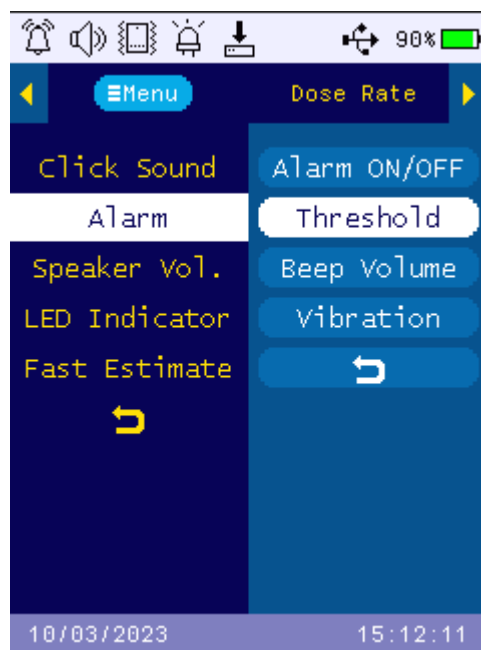 90%
≡Menu Dose Rate
Click Sound Alarm ON/OFF
Alarm Threshold
Speaker Vol. Beep Volume
LED Indicator Vibration
Fast Estimate
10/03/2023 15:12:11